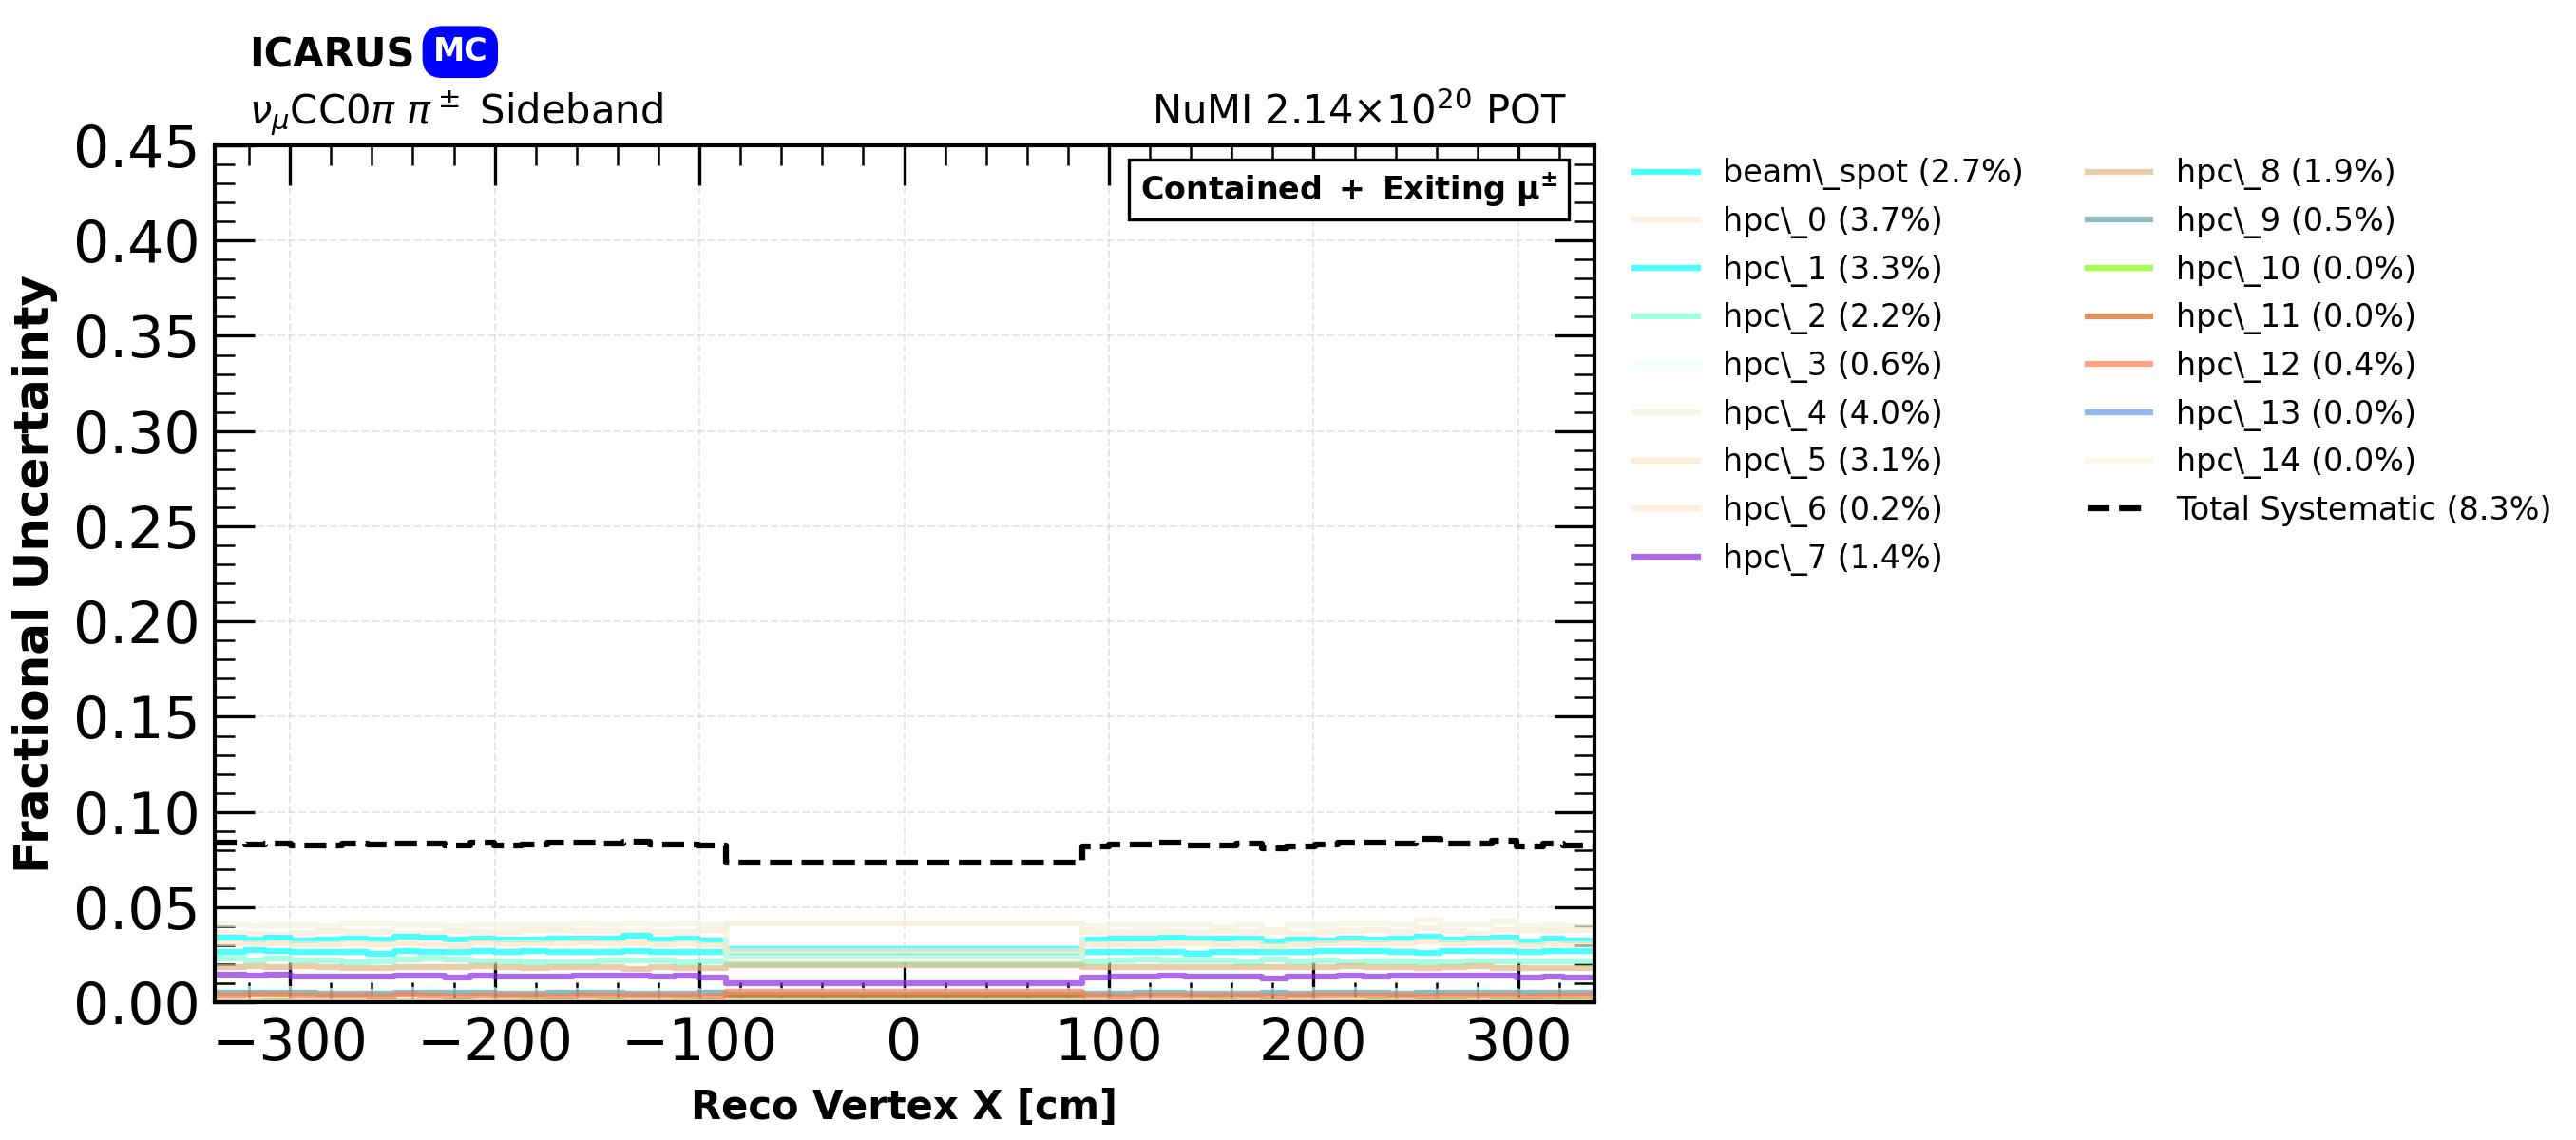 ICARUS MC
νμCC0π π± Sideband
NuMI 2.14×10²⁰ POT
Contained + Exiting μ±
Fractional Uncertainty
0.45
0.40
0.35
0.30
0.25
0.20
0.15
0.10
0.05
0.00
−300 −200 −100 0 100 200 300
Reco Vertex X [cm]
beam\_spot (2.7%)
hpc\_0 (3.7%)
hpc\_1 (3.3%)
hpc\_2 (2.2%)
hpc\_3 (0.6%)
hpc\_4 (4.0%)
hpc\_5 (3.1%)
hpc\_6 (0.2%)
hpc\_7 (1.4%)
hpc\_8 (1.9%)
hpc\_9 (0.5%)
hpc\_10 (0.0%)
hpc\_11 (0.0%)
hpc\_12 (0.4%)
hpc\_13 (0.0%)
hpc\_14 (0.0%)
Total Systematic (8.3%)